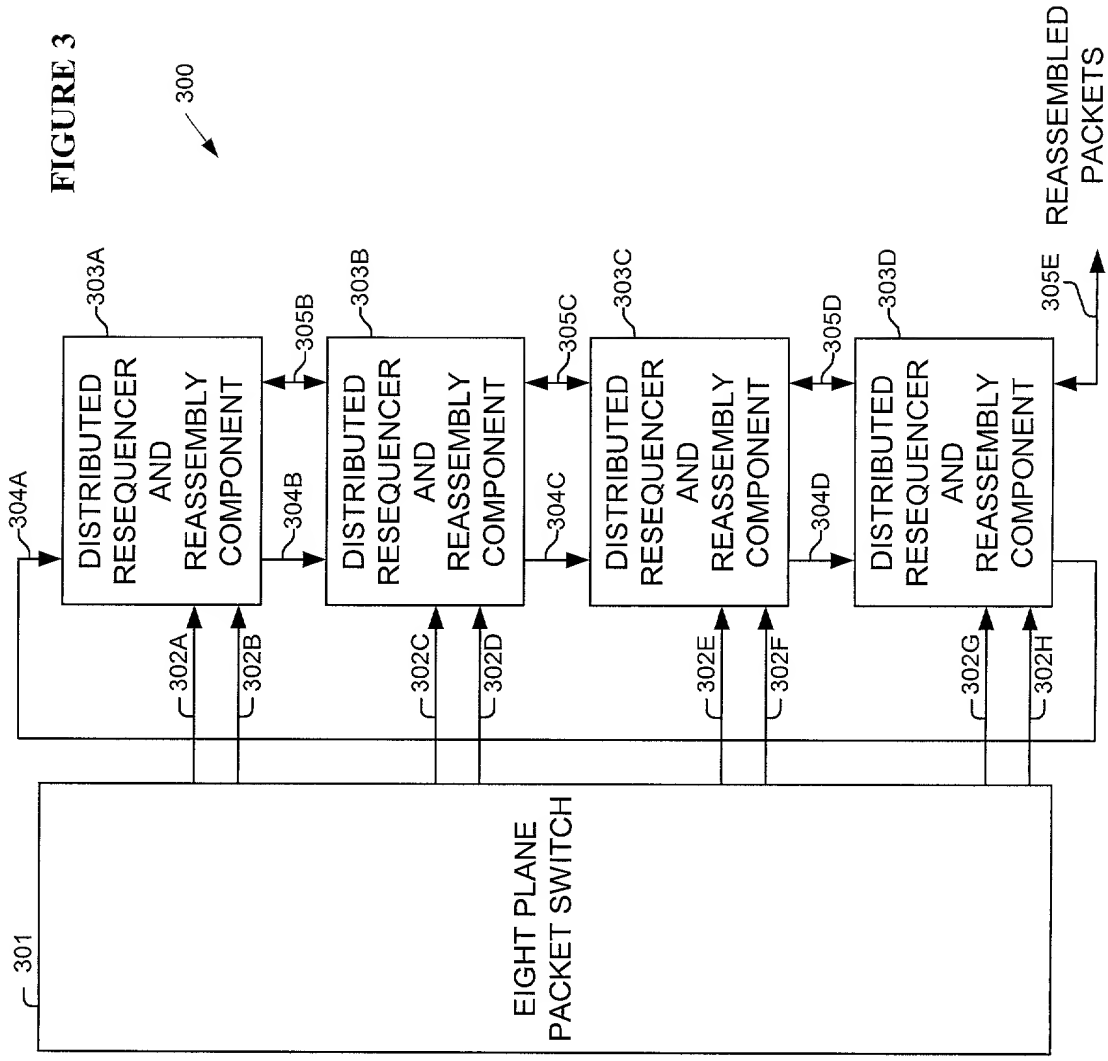 FIGURE 3
300
301
EIGHT PLANE
PACKET SWITCH
302A
302B
302C
302D
302E
302F
302G
302H
304A
303A
DISTRIBUTED
RESEQUENCER
AND
REASSEMBLY
COMPONENT
304B
305B
303B
DISTRIBUTED
RESEQUENCER
AND
REASSEMBLY
COMPONENT
304C
305C
303C
DISTRIBUTED
RESEQUENCER
AND
REASSEMBLY
COMPONENT
304D
305D
303D
DISTRIBUTED
RESEQUENCER
AND
REASSEMBLY
COMPONENT
305E
REASSEMBLED
PACKETS